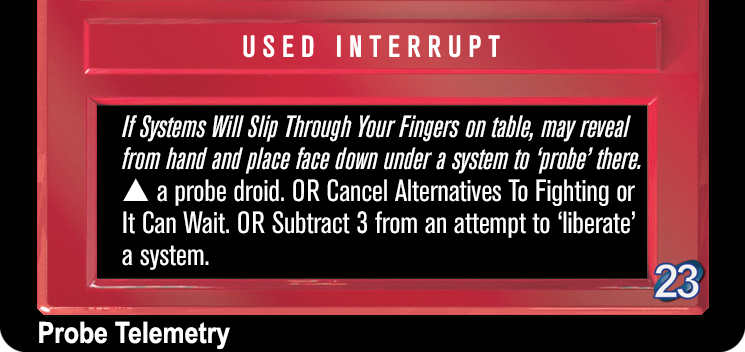 USED INTERRUPT
If Systems Will Slip Through Your Fingers on table, may reveal
from hand and place face down under a system to ‘probe’ there.
▲ a probe droid. OR Cancel Alternatives To Fighting or
It Can Wait. OR Subtract 3 from an attempt to ‘liberate’
a system.
23
Probe Telemetry